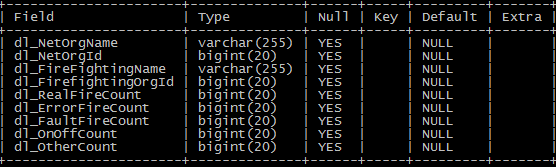 +---------------------+--------------+------+-----+---------+-------+
| Field | Type | Null | Key | Default | Extra |
+---------------------+--------------+------+-----+---------+-------+
| dl_NetOrgName | varchar(255) | YES | | NULL | |
| dl_NetOrgId | bigint(20) | YES | | NULL | |
| dl_FireFightingName | varchar(255) | YES | | NULL | |
| dl_FirefightingOrgId | bigint(20) | YES | | NULL | |
| dl_RealFireCount | bigint(20) | YES | | NULL | |
| dl_ErrorFireCount | bigint(20) | YES | | NULL | |
| dl_FaultFireCount | bigint(20) | YES | | NULL | |
| dl_OnOffCount | bigint(20) | YES | | NULL | |
| dl_OtherCount | bigint(20) | YES | | NULL | |
+---------------------+--------------+------+-----+---------+-------+